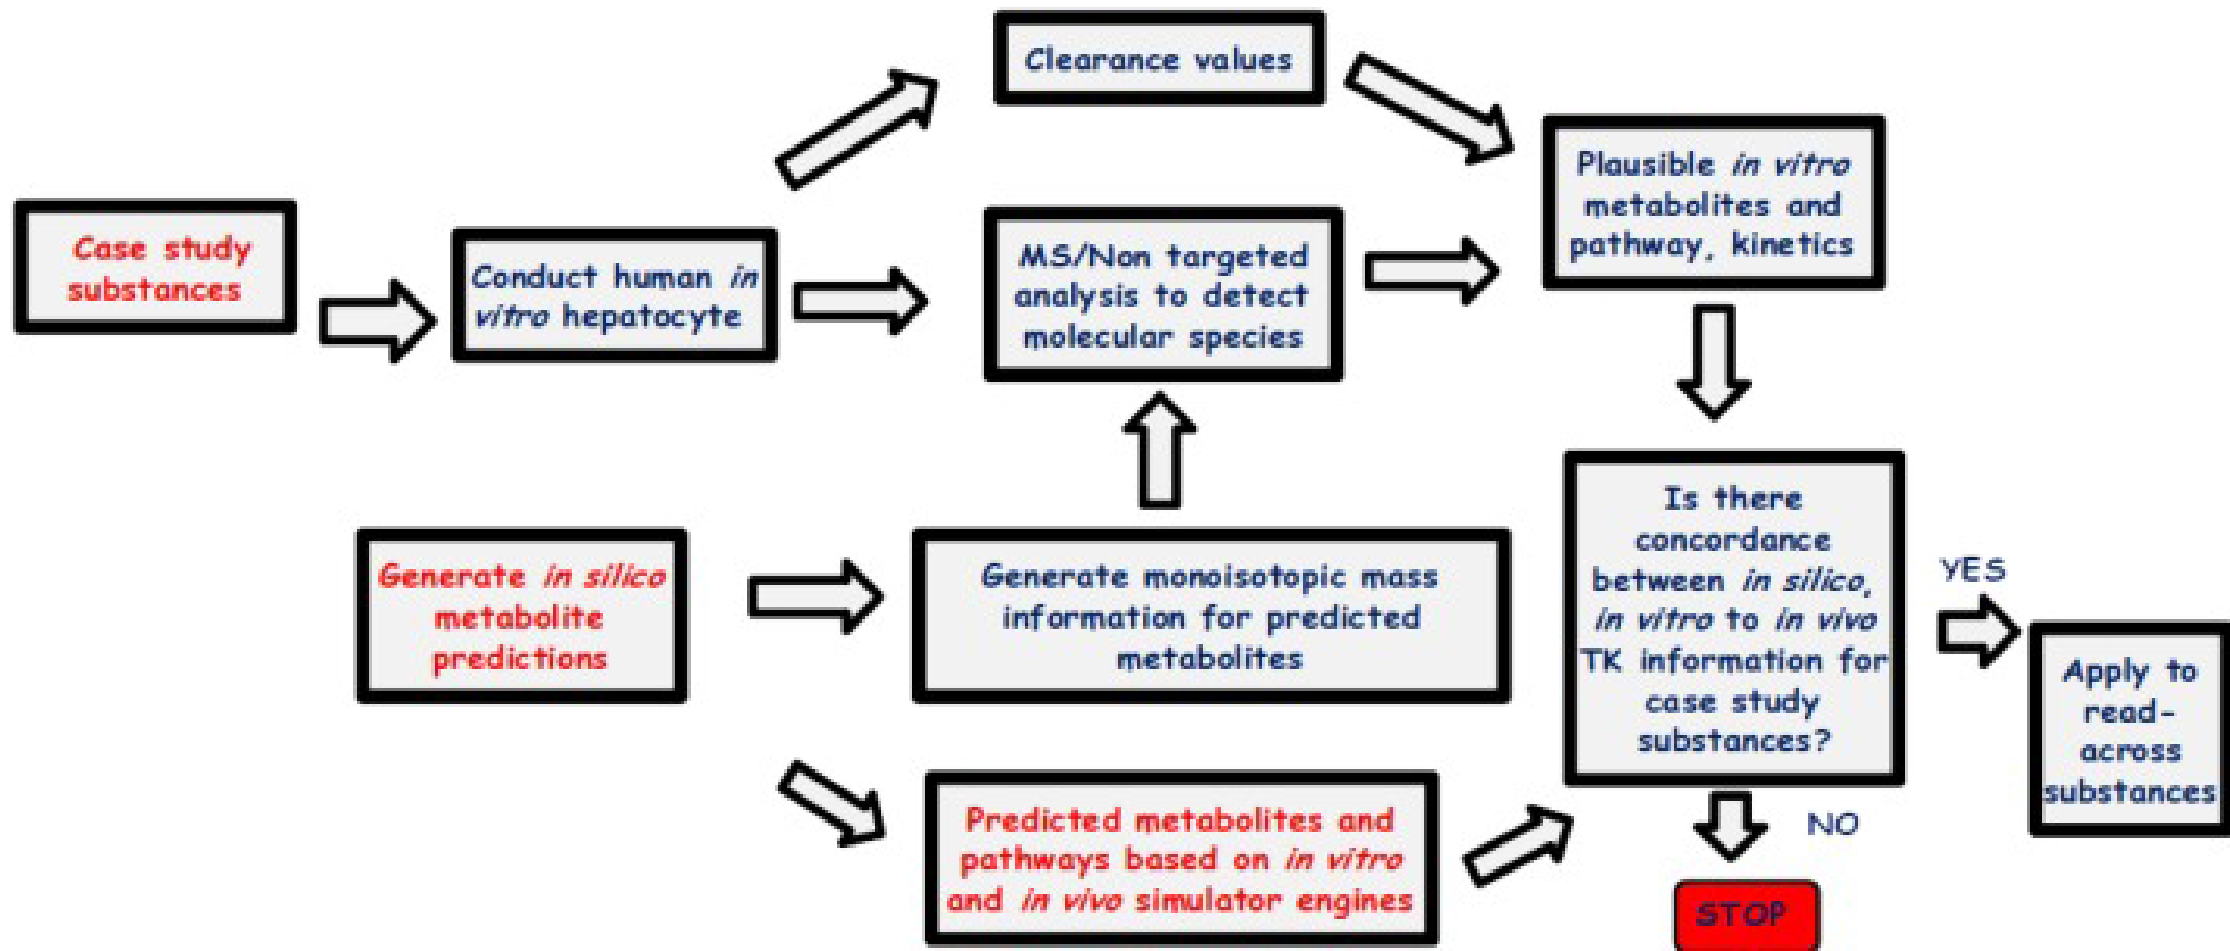 Clearance values
Plausible in vitro
metabolites and
pathway, kinetics
Case study
substances
Conduct human in
vitro hepatocyte
MS/Non targeted
analysis to detect
molecular species
Generate in silico
metabolite
predictions
Generate monoisotopic mass
information for predicted
metabolites
Is there
concordance
between in silico,
in vitro to in vivo
TK information for
case study
substances?
YES
Apply to
read-
across
substances
Predicted metabolites and
pathways based on in vitro
and in vivo simulator engines
NO
STOP